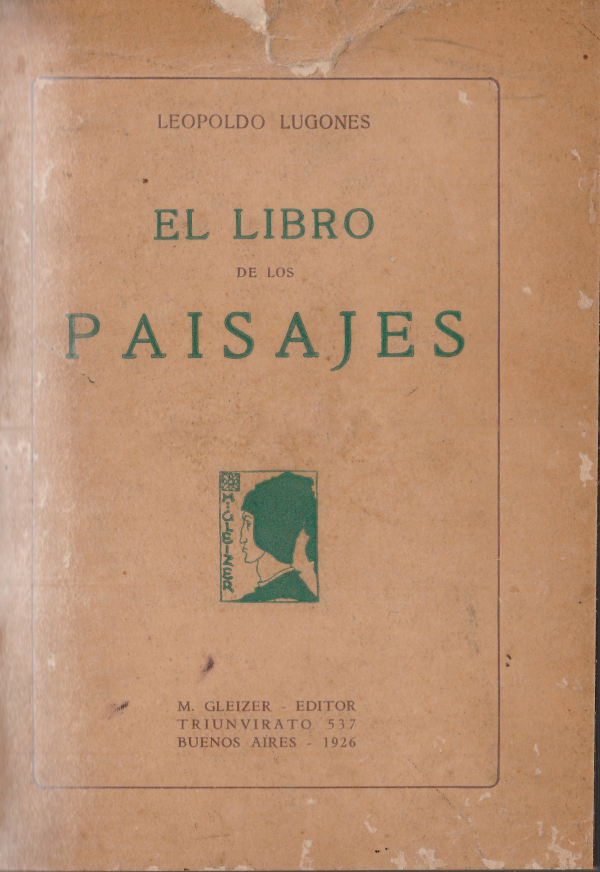 LEOPOLDO LUGONES
EL LIBRO
DE LOS
PAISAJES
M. GLEIZER
M. GLEIZER - EDITOR
TRIUNVIRATO 537
BUENOS AIRES - 1926